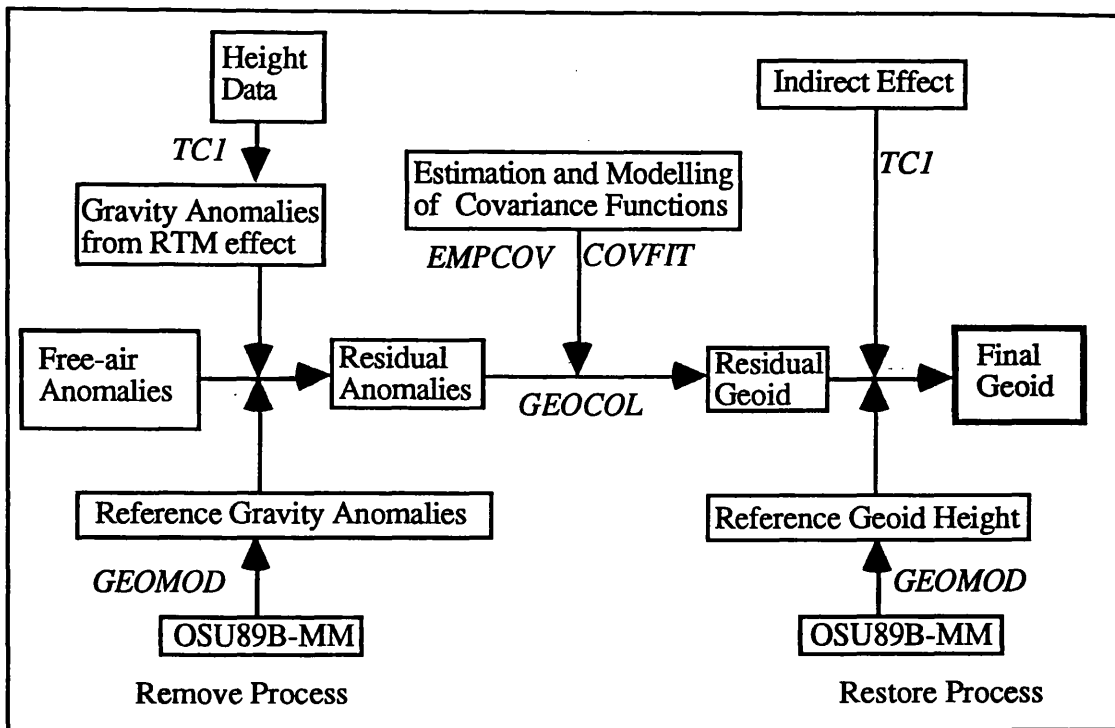 Height
Data
Indirect Effect
TC1
TC1
Estimation and Modelling
of Covariance Functions
Gravity Anomalies
from RTM effect
EMPCOV
COVFIT
Free-air
Anomalies
Residual
Anomalies
GEOCOL
Residual
Geoid
Final
Geoid
Reference Gravity Anomalies
Reference Geoid Height
GEOMOD
GEOMOD
OSU89B-MM
OSU89B-MM
Remove Process
Restore Process